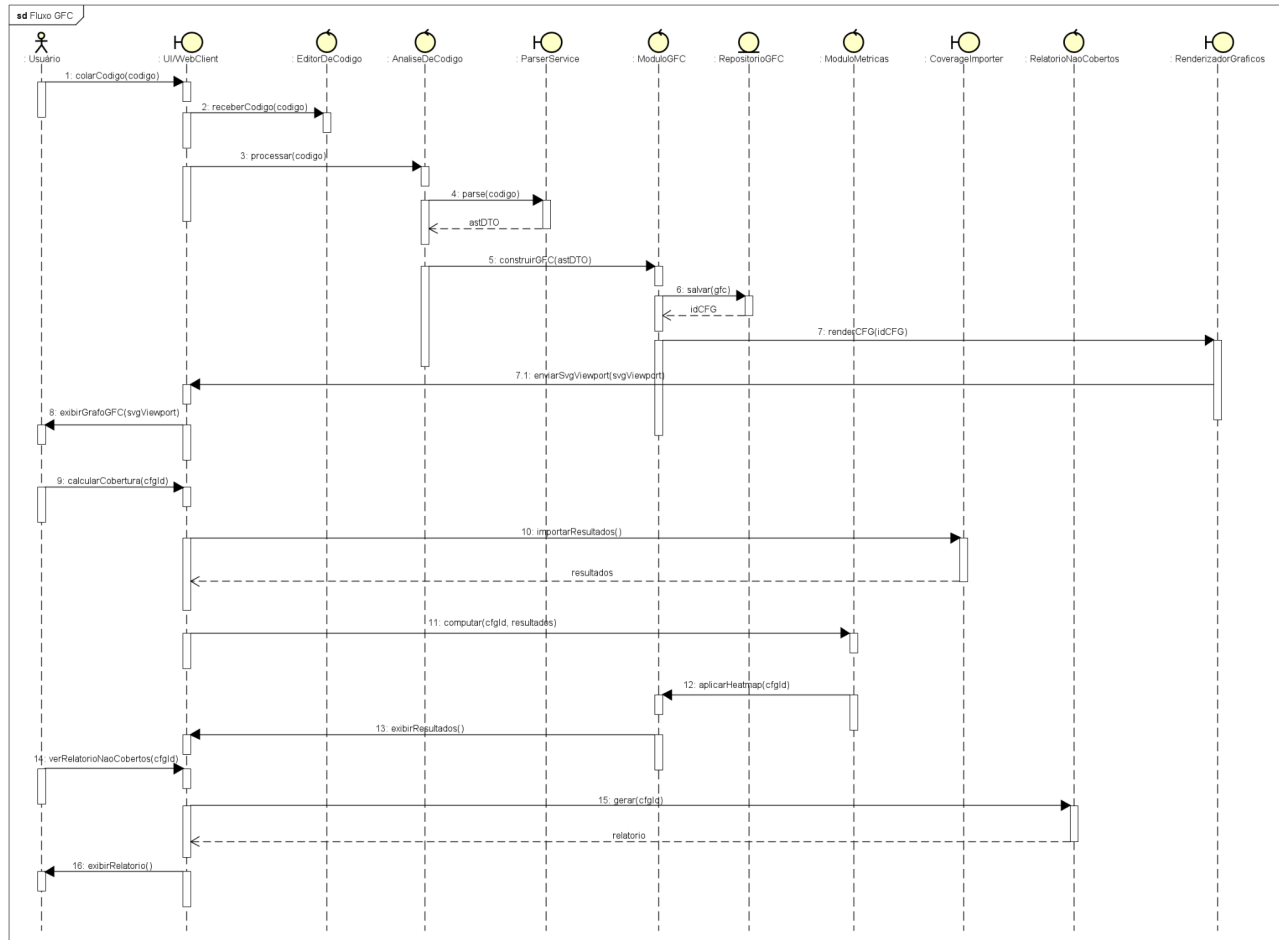 sd Fluxo GFC
: Usuário
: UI/WebClient
: EditorDeCodigo
: AnaliseDeCodigo
: ParserService
: ModuloGFC
: RepositorioGFC
: ModuloMetricas
: CoverageImporter
: RelatorioNaoCobertos
: RenderizadorGraficos
1: colarCodigo(codigo)
2: receberCodigo(codigo)
3: processar(codigo)
4: parse(codigo)
astDTO
5: construirGFC(astDTO)
6: salvar(gfc)
idCFG
7: renderCFG(idCFG)
7.1: enviarSvgViewport(svgViewport)
8: exibirGrafoGFC(svgViewport)
9: calcularCobertura(cfgId)
10: importarResultados()
resultados
11: computar(cfgId, resultados)
12: aplicarHeatmap(cfgId)
13: exibirResultados()
14: verRelatorioNaoCobertos(cfgId)
15: gerar(cfgId)
relatorio
16: exibirRelatorio()